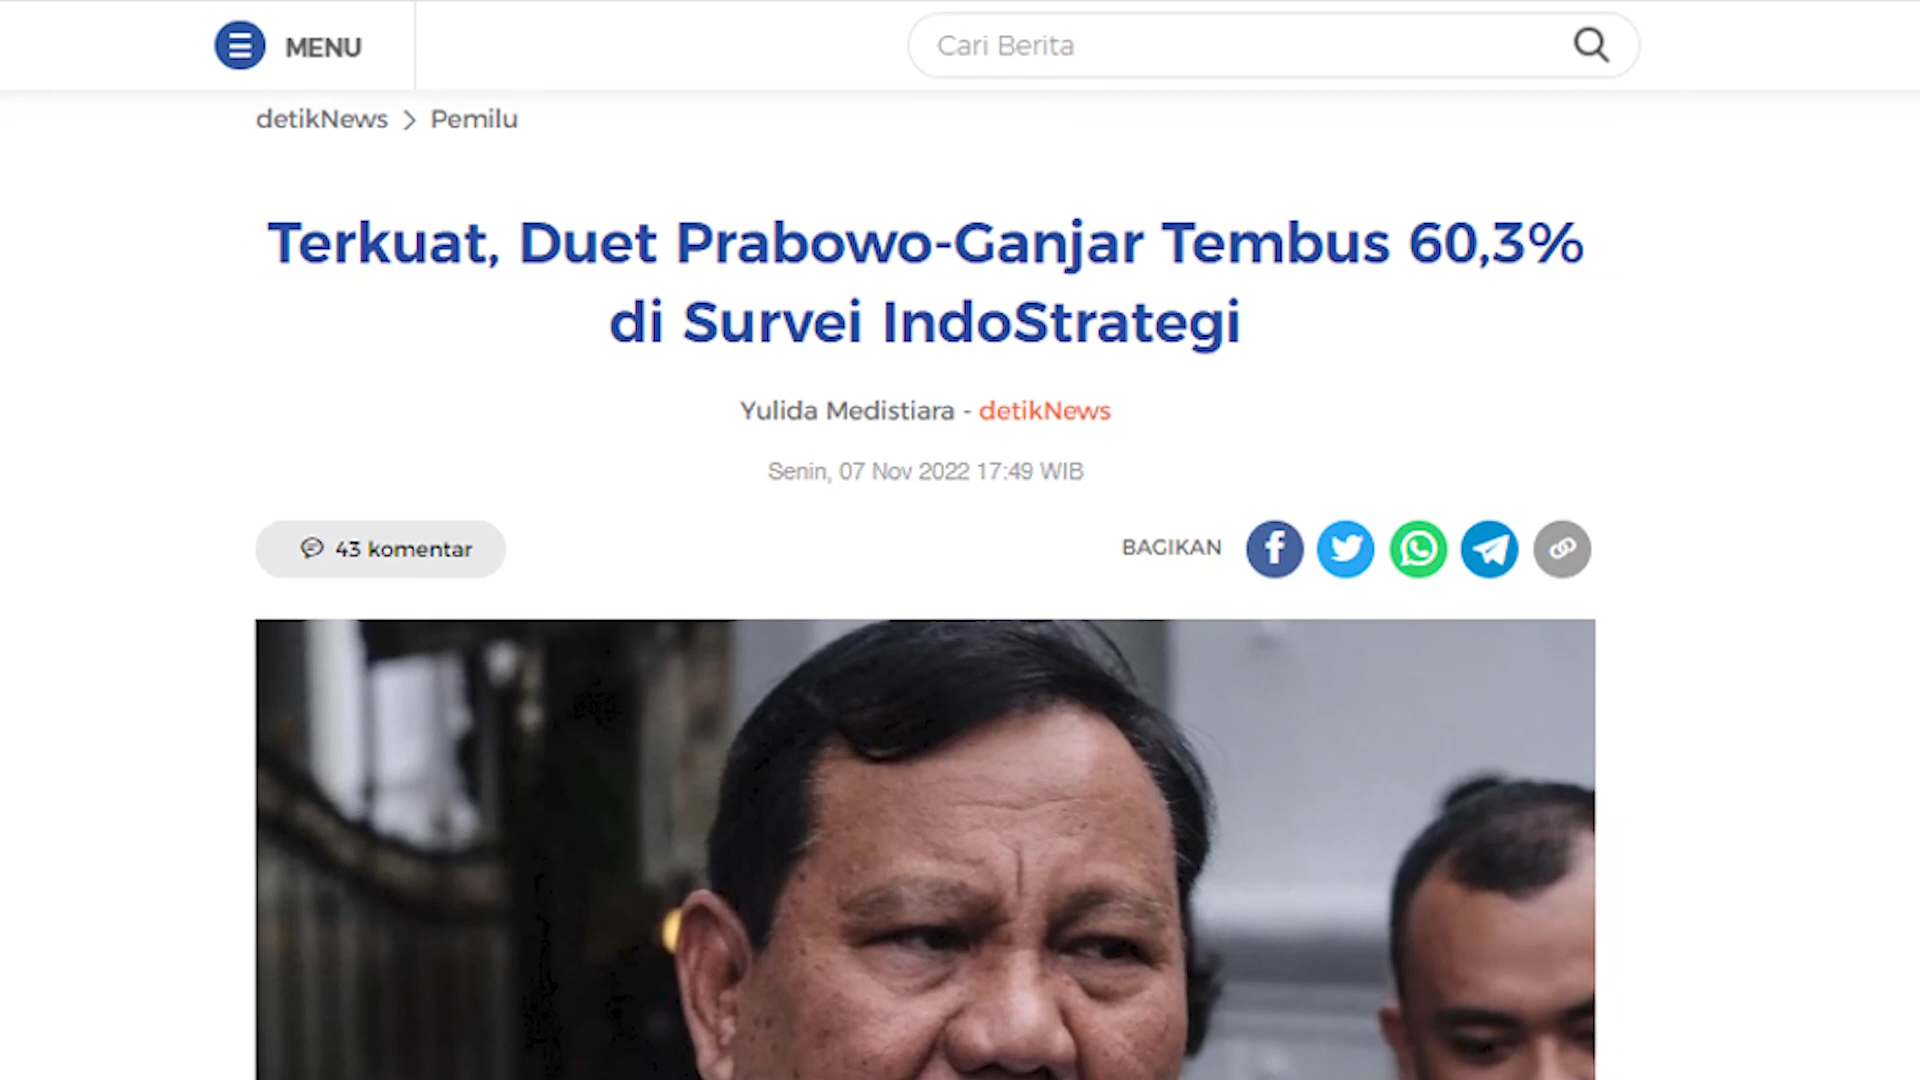 MENU
Cari Berita
detikNews > Pemilu
Terkuat, Duet Prabowo-Ganjar Tembus 60,3%
di Survei IndoStrategi
Yulida Medistiara - detikNews
Senin, 07 Nov 2022 17:49 WIB
43 komentar
BAGIKAN